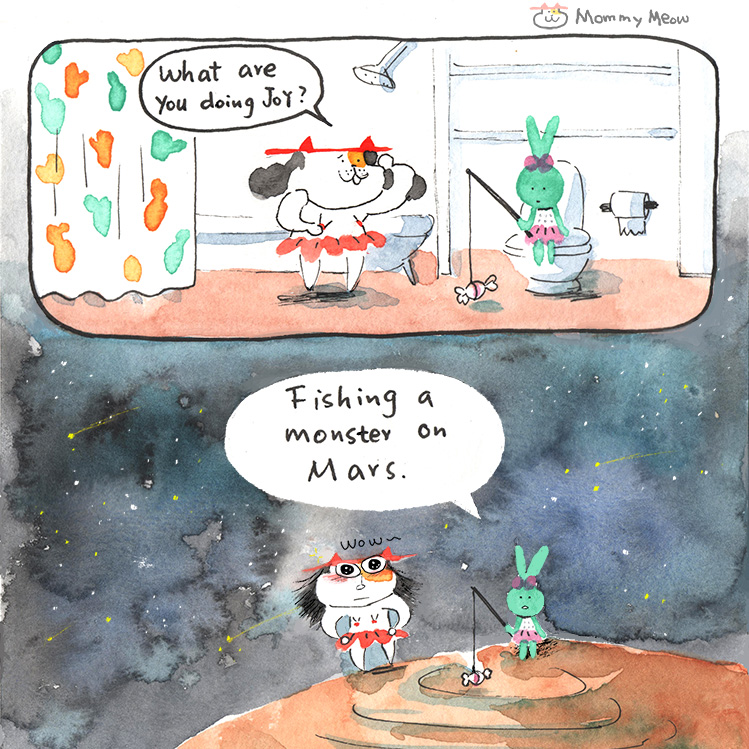 Mommy Meow
What are
you doing Joy?
Fishing a
monster on
Mars.
Wow~